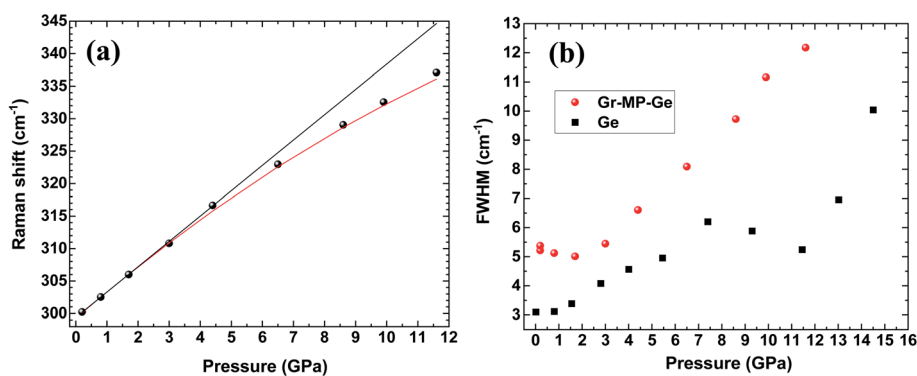 (a)
Raman shift (cm⁻¹)
345
340
335
330
325
320
315
310
305
300
0 1 2 3 4 5 6 7 8 9 10 11 12
Pressure (GPa)
(b)
FWHM (cm⁻¹)
13
12
11
10
9
8
7
6
5
4
3
Gr-MP-Ge
Ge
0 1 2 3 4 5 6 7 8 9 10 11 12 13 14 15 16
Pressure (GPa)